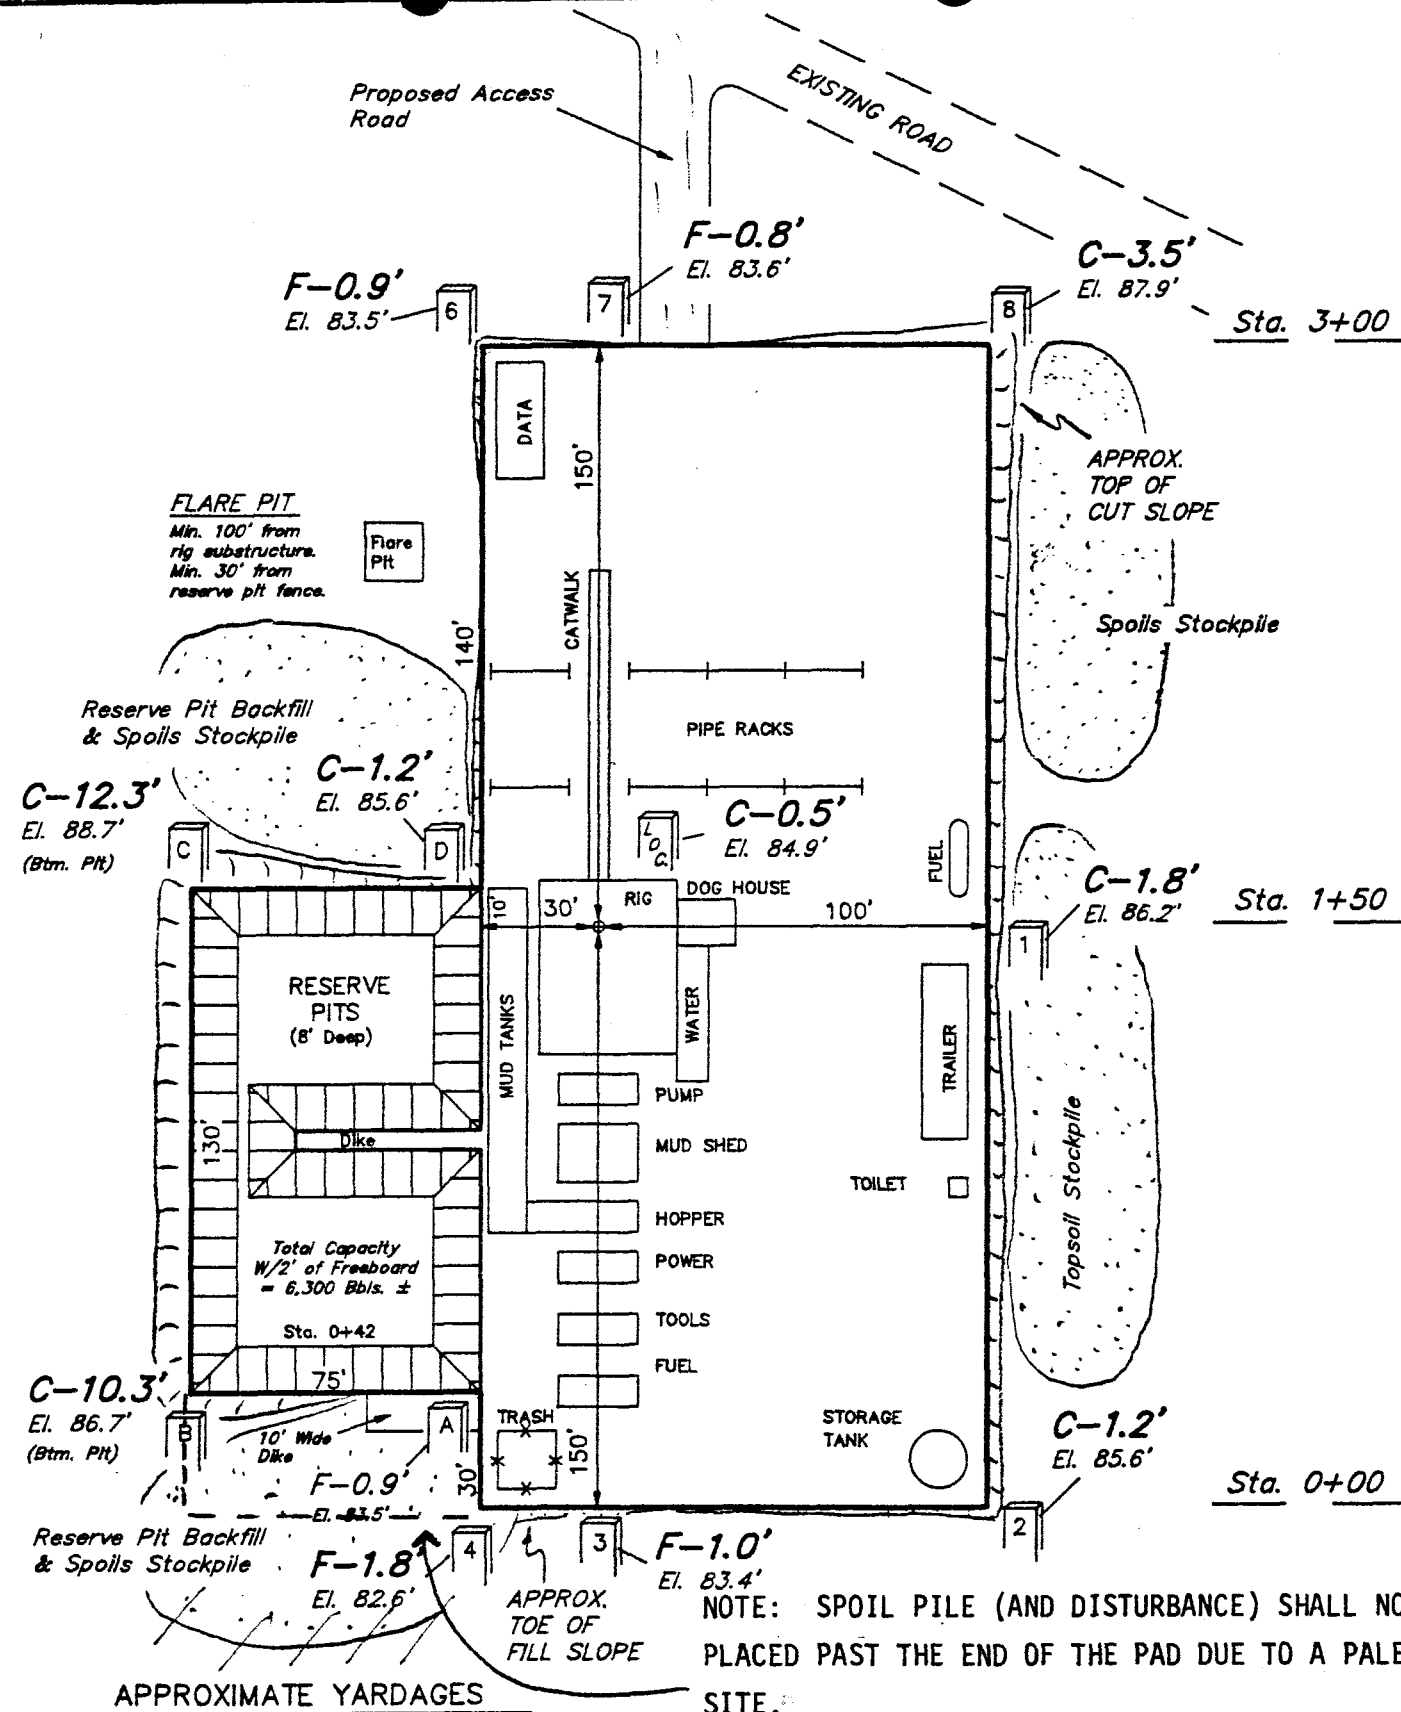 Proposed Access
Road
EXISTING ROAD
F-0.8'
El. 83.6'
C-3.5'
El. 87.9'
F-0.9'
El. 83.5'
6
7
8
Sta. 3+00
DATA
150'
APPROX.
TOP OF
CUT SLOPE
FLARE PIT
Min. 100' from
rig substructure.
Min. 30' from
reserve pit fence.
Flare
Pit
CATWALK
140'
Spoils Stockpile
Reserve Pit Backfill
& Spoils Stockpile
PIPE RACKS
C-1.2'
El. 85.6'
C-12.3'
El. 88.7'
(Btm. Pit)
C
D
LOC.
C-0.5'
El. 84.9'
FUEL
C-1.8'
El. 86.2'
1
Sta. 1+50
10'
30'
RIG
DOG HOUSE
100'
RESERVE
PITS
(8' Deep)
MUD TANKS
WATER
TRAILER
PUMP
130'
Dike
MUD SHED
TOILET
Topsoil Stockpile
HOPPER
Total Capacity
W/2' of Freeboard
= 6,300 Bbls. ±
POWER
Sta. 0+42
TOOLS
FUEL
75'
C-10.3'
El. 86.7'
(Btm. Pit)
B
A
10' Wide
Dike
TRASH
150'
STORAGE
TANK
C-1.2'
El. 85.6'
F-0.9'
El. 83.5'
30'
Sta. 0+00
2
Reserve Pit Backfill
& Spoils Stockpile
F-1.8'
El. 82.6'
4
3
F-1.0'
El. 83.4'
APPROX.
TOE OF
FILL SLOPE
NOTE: SPOIL PILE (AND DISTURBANCE) SHALL NO
PLACED PAST THE END OF THE PAD DUE TO A PALE
SITE.
APPROXIMATE YARDAGES